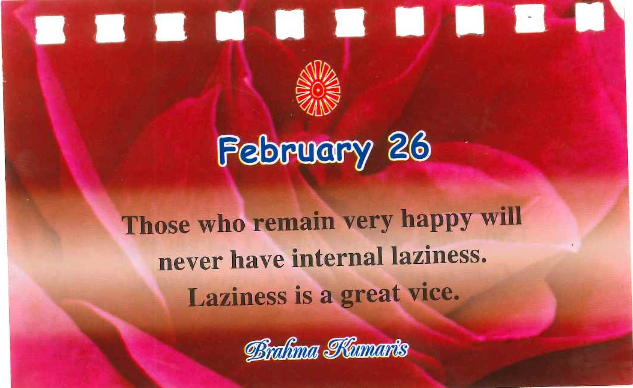 February 26
Those who remain very happy will
never have internal laziness.
Laziness is a great vice.
Brahma Kumaris